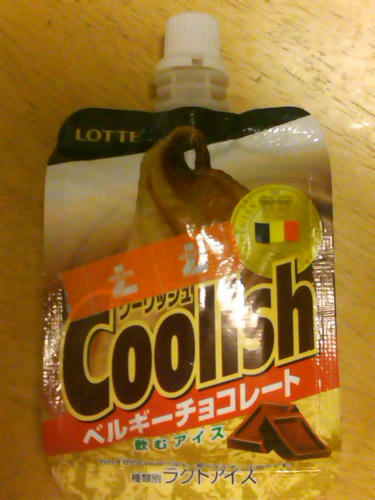 LOTTE
クーリッシュ
Coolish
ベルギーチョコレート
飲むアイス
種類別 ラクトアイス